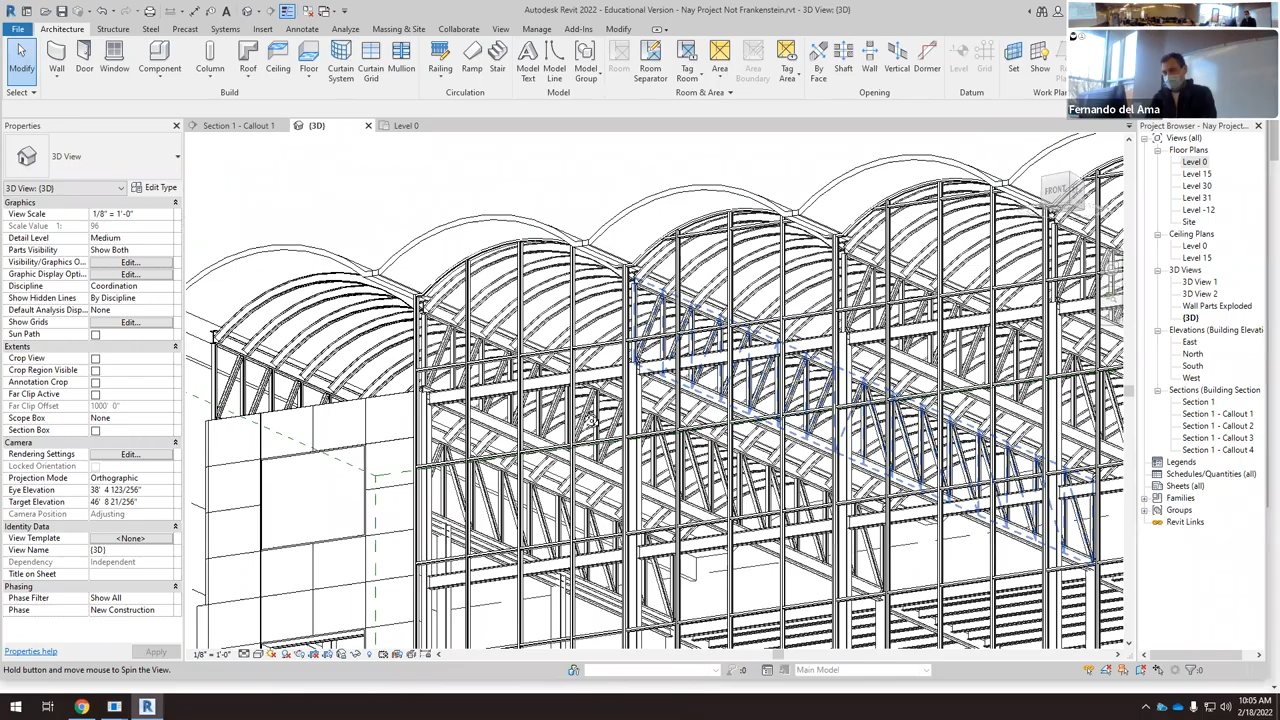 Autodesk Revit 2022 - Educational Version - Nay Project Not Frankenstein.rvt - 3D View: {3D}
File Architecture Structure Steel Precast Systems Insert Annotate Analyze Massing & Site Collaborate View Manage Add-Ins Modify
Modify Wall Door Window Component Column Roof Ceiling Floor Curtain System Curtain Grid Mullion Railing Ramp Stair Model Text Model Line Model Group Room Room Separator Tag Room Area Area Boundary Tag Area By Face Shaft Wall Vertical Dormer Level Grid Set Show
Select Build Circulation Model Room & Area Opening Datum Work Plane
Fernando del Ama
Properties
Section 1 - Callout 1 {3D} Level 0
Project Browser - Nay Project...
3D View
3D View: {3D} Edit Type
Graphics
View Scale 1/8" = 1'-0"
Scale Value 1: 96
Detail Level Medium
Parts Visibility Show Both
Visibility/Graphics O... Edit...
Graphic Display Opti... Edit...
Discipline Coordination
Show Hidden Lines By Discipline
Default Analysis Disp... None
Show Grids Edit...
Sun Path
Extents
Crop View
Crop Region Visible
Annotation Crop
Far Clip Active
Far Clip Offset 1000' 0"
Scope Box None
Section Box
Camera
Rendering Settings Edit...
Locked Orientation
Projection Mode Orthographic
Eye Elevation 38' 4 123/256"
Target Elevation 46' 8 21/256"
Camera Position Adjusting
Identity Data
View Template <None>
View Name {3D}
Dependency Independent
Title on Sheet
Phasing
Phase Filter Show All
Phase New Construction
Properties help Apply
FRONT
Views (all)
Floor Plans
Level 0
Level 15
Level 30
Level 31
Level -12
Site
Ceiling Plans
Level 0
Level 15
3D Views
3D View 1
3D View 2
Wall Parts Exploded
{3D}
Elevations (Building Elevati
East
North
South
West
Sections (Building Section
Section 1
Section 1 - Callout 1
Section 1 - Callout 2
Section 1 - Callout 3
Section 1 - Callout 4
Legends
Schedules/Quantities (all)
Sheets (all)
Families
Groups
Revit Links
1/8" = 1'-0"
Hold button and move mouse to Spin the View.
:0 Main Model :0
10:05 AM
2/18/2022